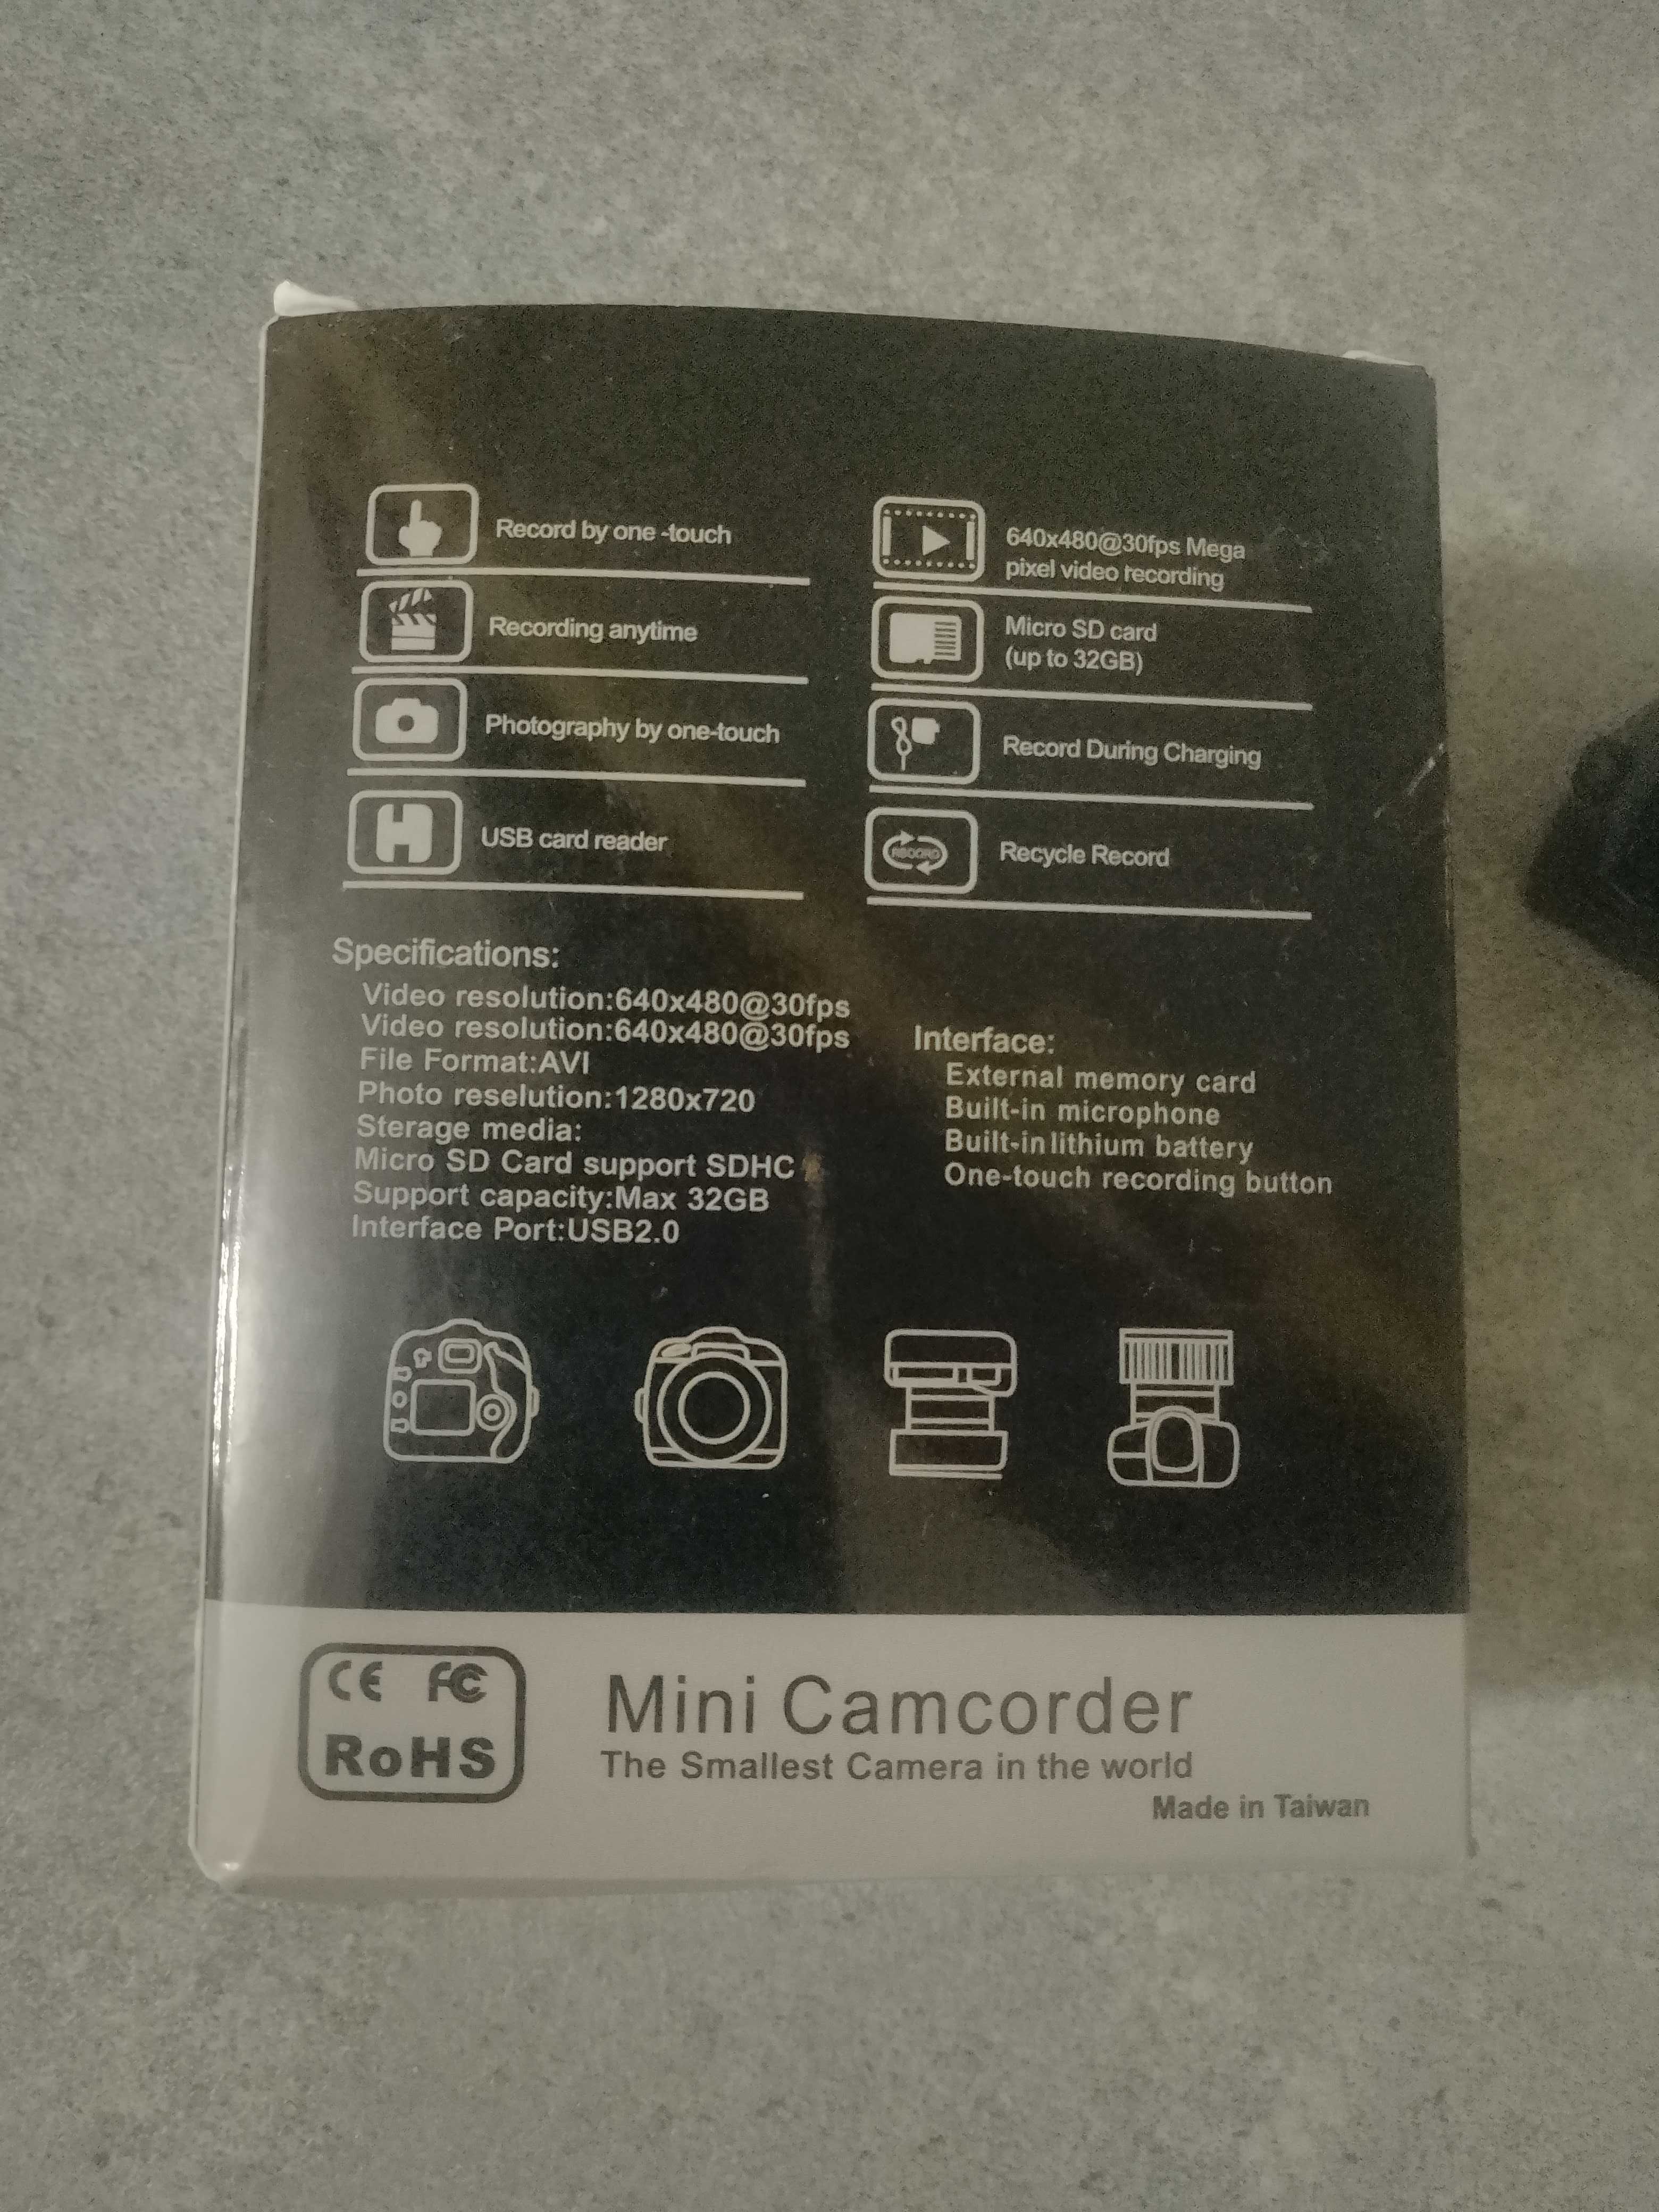 Record by one -touch
Recording anytime
Photography by one-touch
USB card reader
640x480@30fps Mega
pixel video recording
Micro SD card
(up to 32GB)
Record During Charging
RECORD
Recycle Record
Specifications:
Video resolution:640x480@30fps
Video resolution:640x480@30fps
File Format:AVI
Photo reselution:1280x720
Sterage media:
Micro SD Card support SDHC
Support capacity:Max 32GB
Interface Port:USB2.0
Interface:
External memory card
Built-in microphone
Built-in lithium battery
One-touch recording button
CE FC
RoHS
Mini Camcorder
The Smallest Camera in the world
Made in Taiwan